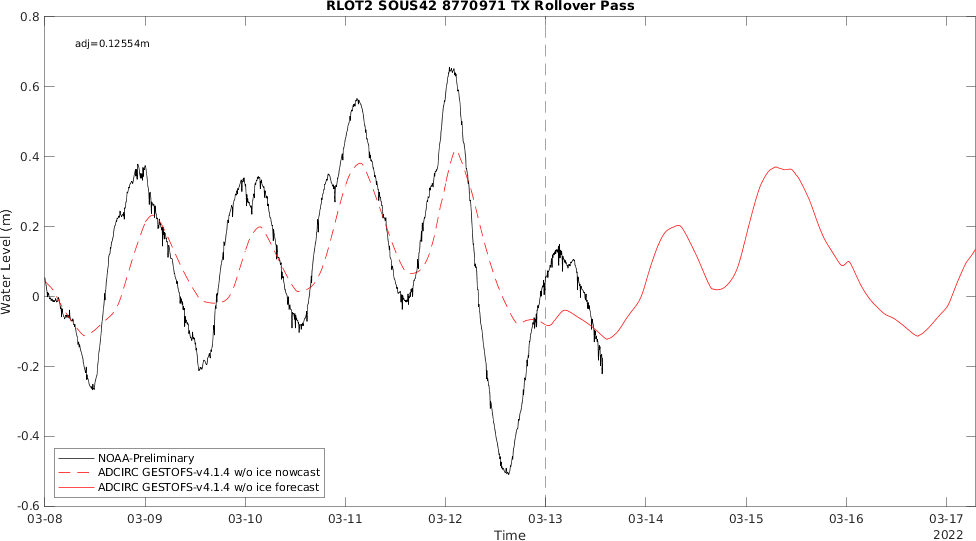 RLOT2 SOUS42 8770971 TX Rollover Pass
adj=0.12554m
0.8
0.6
0.4
0.2
0
-0.2
-0.4
-0.6
Water Level (m)
NOAA-Preliminary
ADCIRC GESTOFS-v4.1.4 w/o ice nowcast
ADCIRC GESTOFS-v4.1.4 w/o ice forecast
03-08 03-09 03-10 03-11 03-12 03-13 03-14 03-15 03-16 03-17
Time
2022